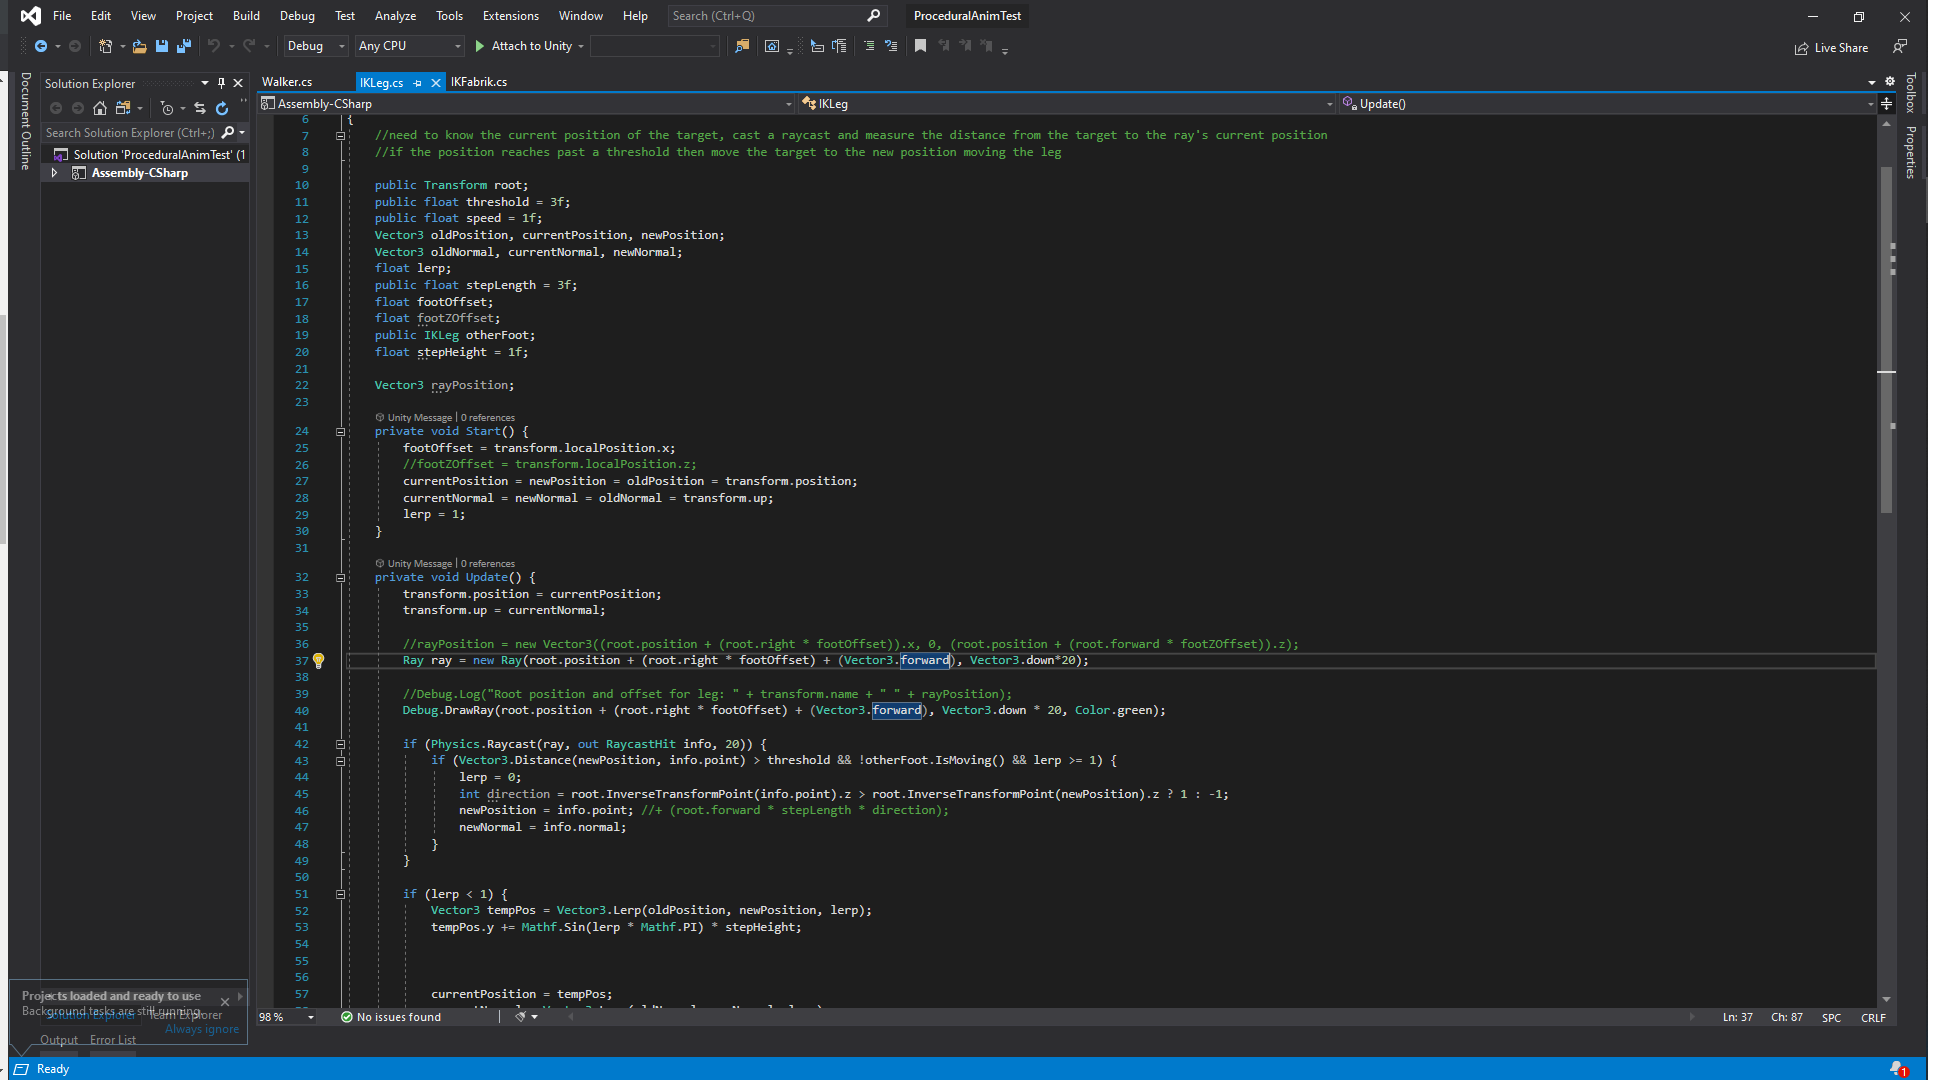 File Edit View Project Build Debug Test Analyze Tools Extensions Window Help Search (Ctrl+Q) ProceduralAnimTest
Debug Any CPU Attach to Unity Live Share
Document Outline
Solution Explorer
Search Solution Explorer (Ctrl+;)
Solution 'ProceduralAnimTest' (1
Assembly-CSharp
Walker.cs IKLeg.cs IKFabrik.cs
Assembly-CSharp IKLeg Update()
6 {
7 //need to know the current position of the target, cast a raycast and measure the distance from the target to the ray's current position
8 //if the position reaches past a threshold then move the target to the new position moving the leg
9
10 public Transform root;
11 public float threshold = 3f;
12 public float speed = 1f;
13 Vector3 oldPosition, currentPosition, newPosition;
14 Vector3 oldNormal, currentNormal, newNormal;
15 float lerp;
16 public float stepLength = 3f;
17 float footOffset;
18 float footZOffset;
19 public IKLeg otherFoot;
20 float stepHeight = 1f;
21
22 Vector3 rayPosition;
23
Unity Message | 0 references
24 private void Start() {
25 footOffset = transform.localPosition.x;
26 //footZOffset = transform.localPosition.z;
27 currentPosition = newPosition = oldPosition = transform.position;
28 currentNormal = newNormal = oldNormal = transform.up;
29 lerp = 1;
30 }
31
Unity Message | 0 references
32 private void Update() {
33 transform.position = currentPosition;
34 transform.up = currentNormal;
35
36 //rayPosition = new Vector3((root.position + (root.right * footOffset)).x, 0, (root.position + (root.forward * footZOffset)).z);
37 Ray ray = new Ray(root.position + (root.right * footOffset) + (Vector3.forward), Vector3.down*20);
38
39 //Debug.Log("Root position and offset for leg: " + transform.name + " " + rayPosition);
40 Debug.DrawRay(root.position + (root.right * footOffset) + (Vector3.forward), Vector3.down * 20, Color.green);
41
42 if (Physics.Raycast(ray, out RaycastHit info, 20)) {
43 if (Vector3.Distance(newPosition, info.point) > threshold && !otherFoot.IsMoving() && lerp >= 1) {
44 lerp = 0;
45 int direction = root.InverseTransformPoint(info.point).z > root.InverseTransformPoint(newPosition).z ? 1 : -1;
46 newPosition = info.point; //+ (root.forward * stepLength * direction);
47 newNormal = info.normal;
48 }
49 }
50
51 if (lerp < 1) {
52 Vector3 tempPos = Vector3.Lerp(oldPosition, newPosition, lerp);
53 tempPos.y += Mathf.Sin(lerp * Mathf.PI) * stepHeight;
54
55
56
57 currentPosition = tempPos;
Toolbox
Properties
Projects loaded and ready to use
Background tasks are still running.
Solution Explorer Team Explorer
Always ignore
Output Error List
98 % No issues found Ln: 37 Ch: 87 SPC CRLF
Ready 1